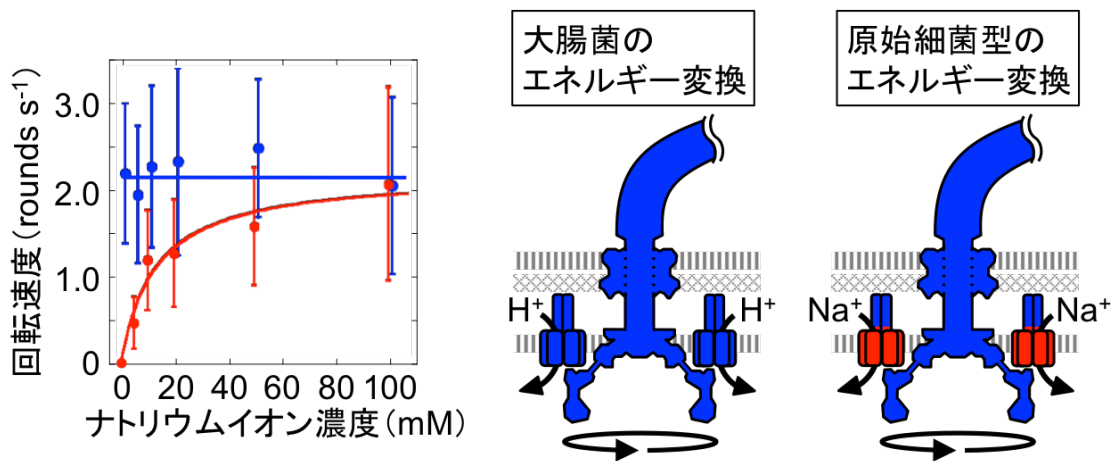 回転速度(rounds s-1)
3.0
2.0
1.0
0
0 20 40 60 80 100
ナトリウムイオン濃度(mM)
大腸菌の
エネルギー変換
H+ H+
原始細菌型の
エネルギー変換
Na+ Na+